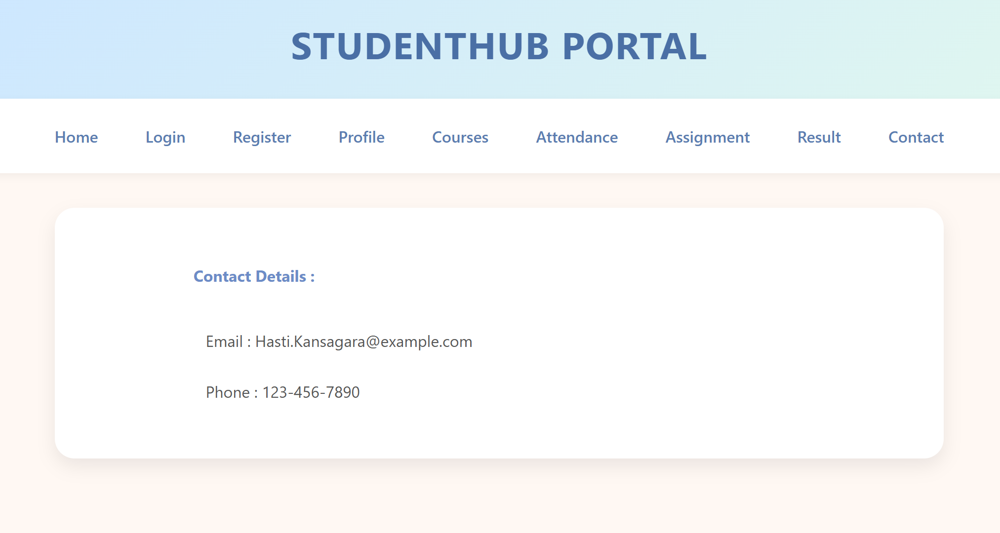 STUDENTHUB PORTAL
Home Login Register Profile Courses Attendance Assignment Result Contact
Contact Details :
Email : Hasti.Kansagara@example.com
Phone : 123-456-7890